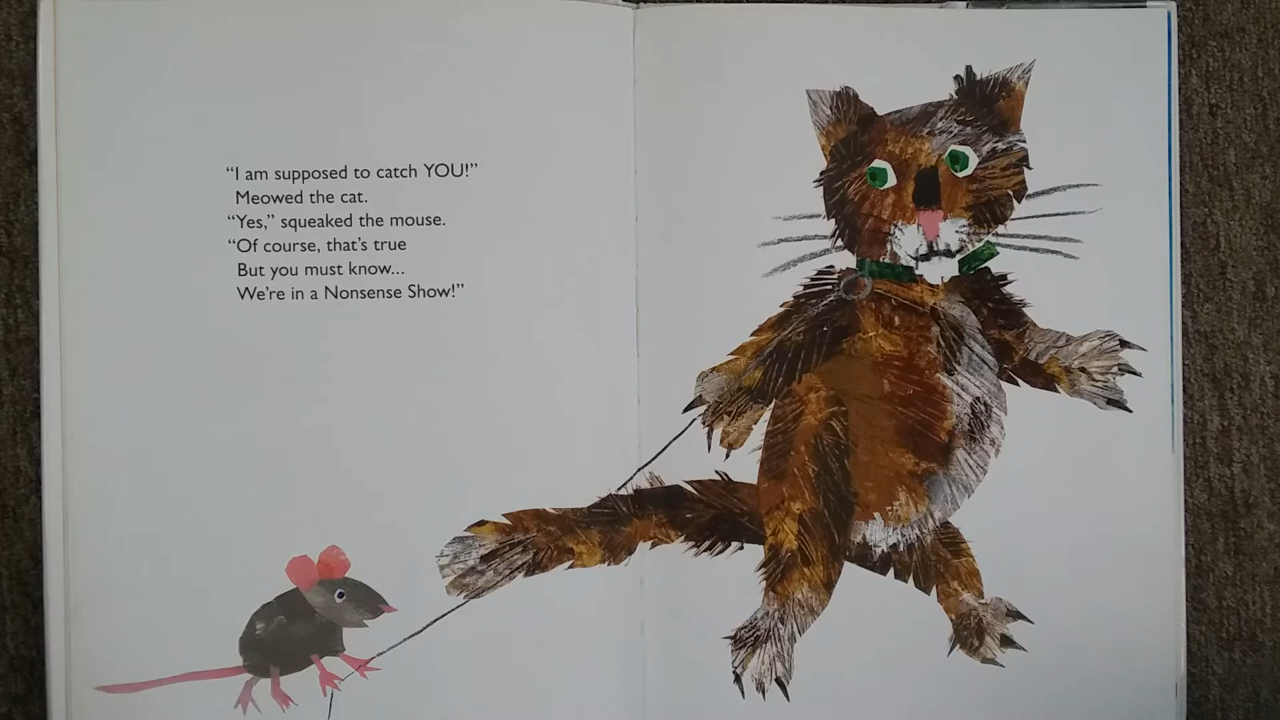 “I am supposed to catch YOU!”
Meowed the cat.
“Yes,” squeaked the mouse.
“Of course, that’s true
But you must know...
We’re in a Nonsense Show!”